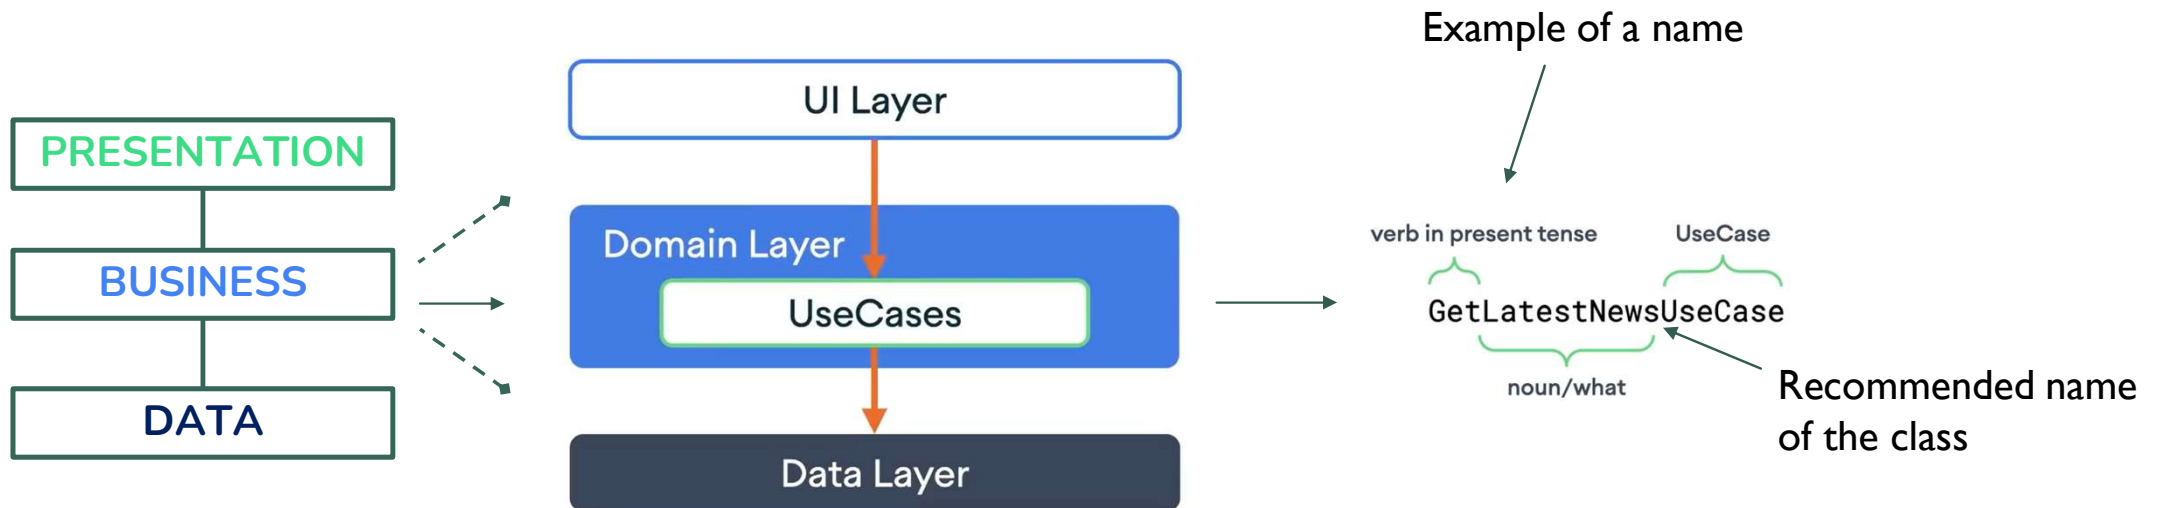 PRESENTATION
BUSINESS
DATA
UI Layer
Domain Layer
UseCases
Data Layer
Example of a name
verb in present tense
UseCase
GetLatestNewsUseCase
noun/what
Recommended name
of the class